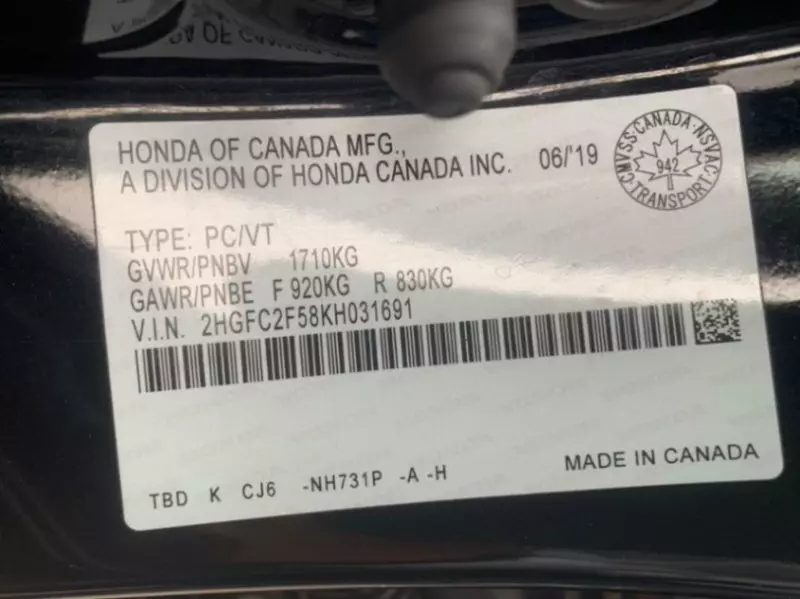 HONDA OF CANADA MFG.,
A DIVISION OF HONDA CANADA INC. 06/'19
CMVSS·CANADA·NSVAC·TRANSPORT·
942
TYPE: PC/VT
GVWR/PNBV 1710KG
GAWR/PNBE F 920KG R 830KG
V.I.N. 2HGFC2F58KH031691
MADE IN CANADA
TBD K CJ6 -NH731P -A -H